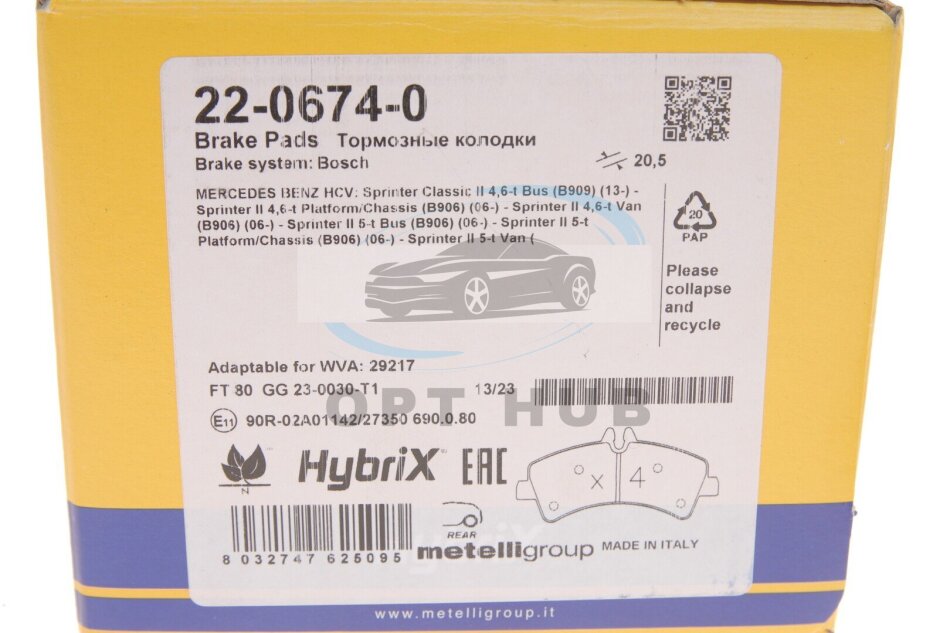 22-0674-0
Brake Pads Тормозные колодки
Brake system: Bosch
20,5
MERCEDES BENZ HCV: Sprinter Classic II 4,6-t Bus (B909) (13-) -
Sprinter II 4,6-t Platform/Chassis (B906) (06-) - Sprinter II 4,6-t Van
(B906) (06-) - Sprinter II 5-t Bus (B906) (06-) - Sprinter II 5-t
Platform/Chassis (B906) (06-) - Sprinter II 5-t Van (
20
PAP
Please
collapse
and
recycle
Adaptable for WVA: 29217
FT 80 GG 23-0030-T1 13/23
OPT HUB
E11 90R-02A01142/27350 690.0.80
N
HybriX
EAC
x 4
REAR
8 032747 625095
metelligroup MADE IN ITALY
HybriX
www.metelligroup.it